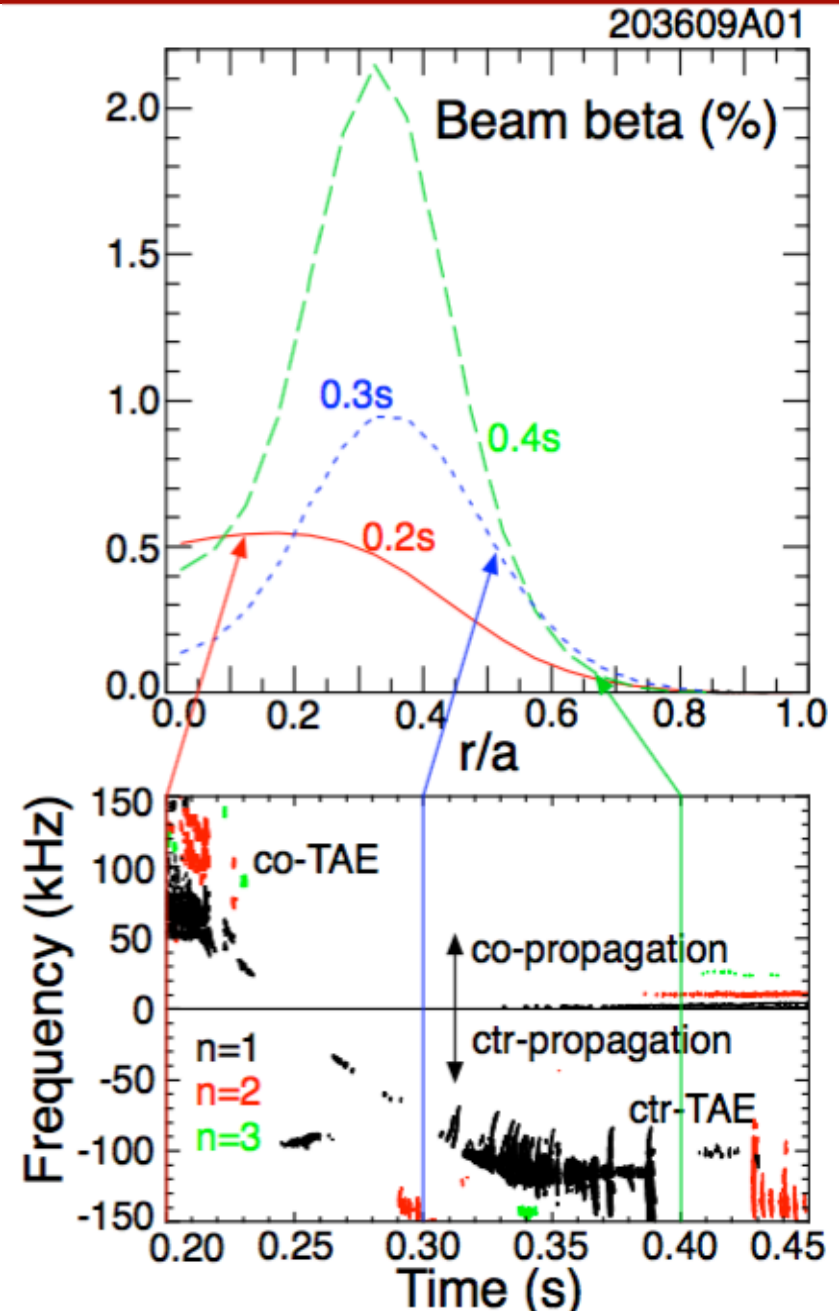 203609A01
Beam beta (%)
2.0
1.5
1.0
0.5
0.0
0.3s
0.4s
0.2s
0.0 0.2 0.4 0.6 0.8 1.0
r/a
Frequency (kHz)
150
100
50
0
-50
-100
-150
co-TAE
co-propagation
ctr-propagation
n=1
n=2
n=3
ctr-TAE
0.20 0.25 0.30 0.35 0.40 0.45
Time (s)